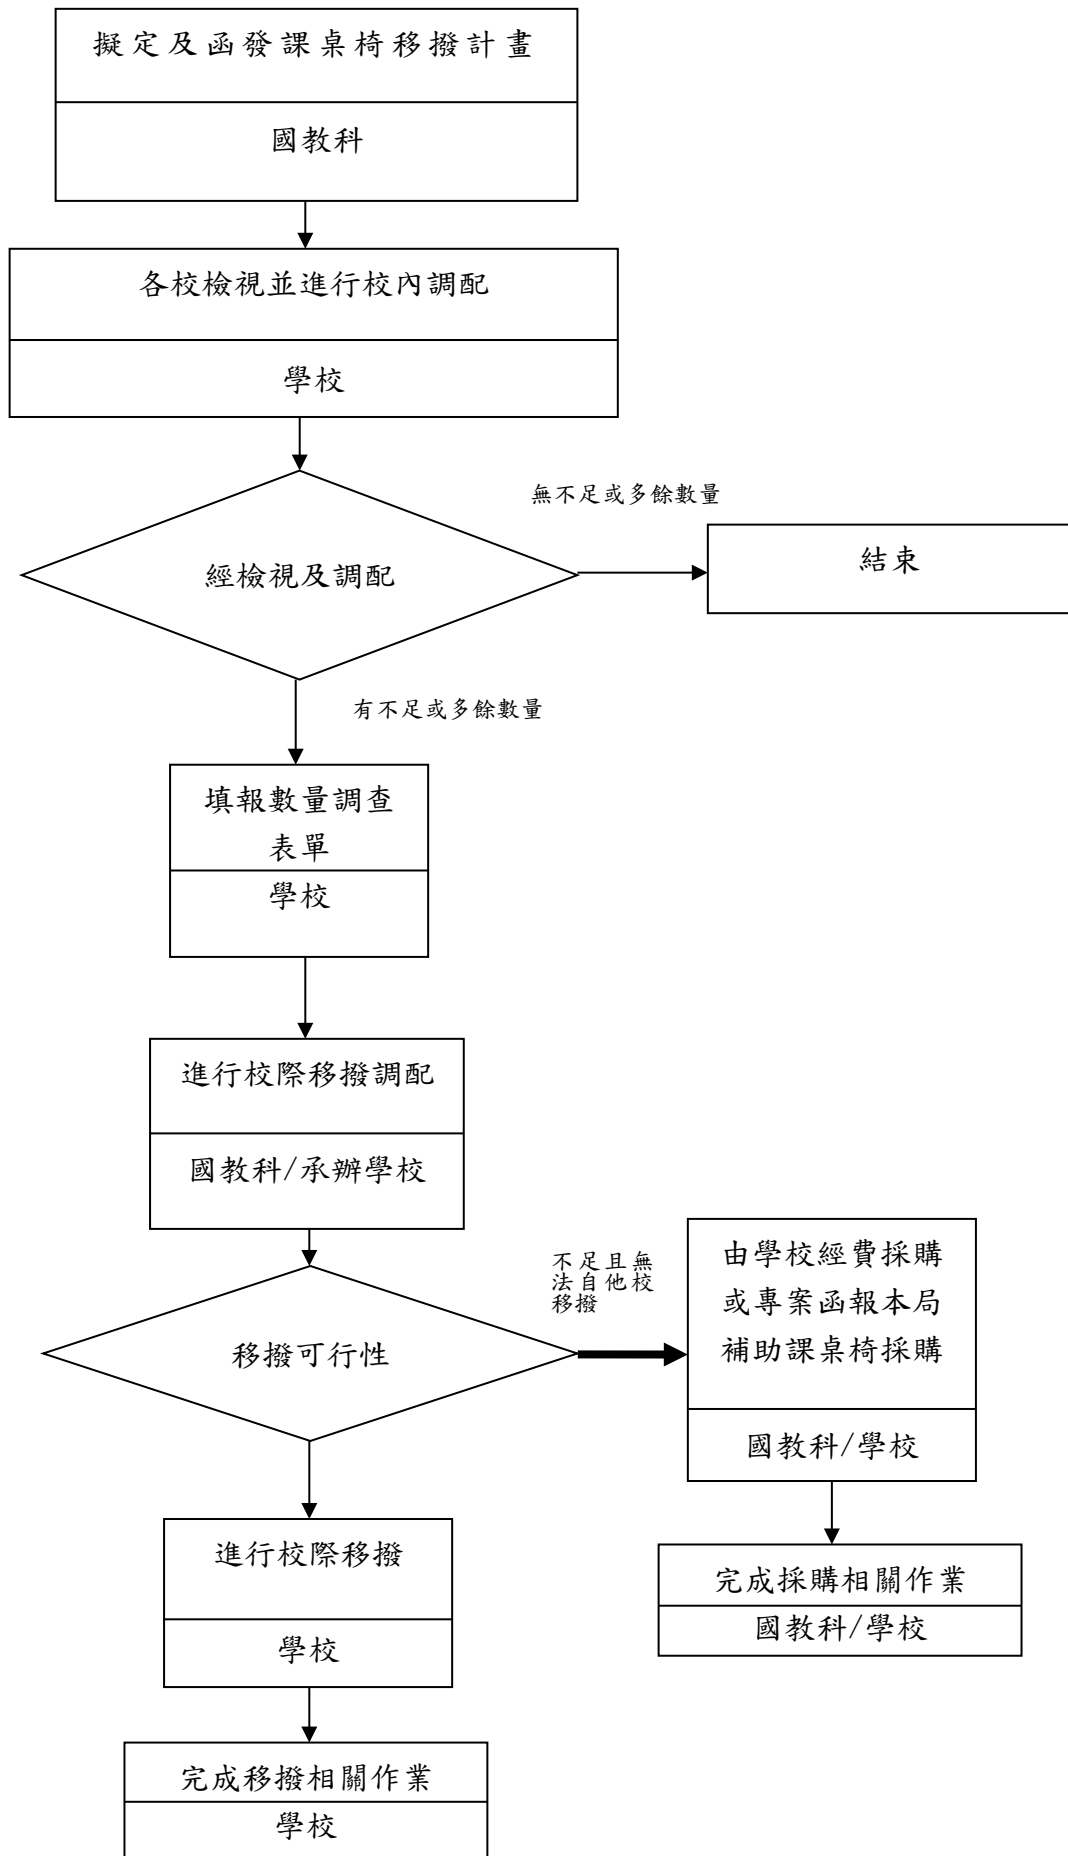 擬定及函發課桌椅移撥計畫
國教科
各校檢視並進行校內調配
學校
經檢視及調配
無不足或多餘數量
結束
有不足或多餘數量
填報數量調查
表單
學校
進行校際移撥調配
國教科/承辦學校
移撥可行性
不足且無
法自他校
移撥
由學校經費採購
或專案函報本局
補助課桌椅採購
國教科/學校
完成採購相關作業
國教科/學校
進行校際移撥
學校
完成移撥相關作業
學校